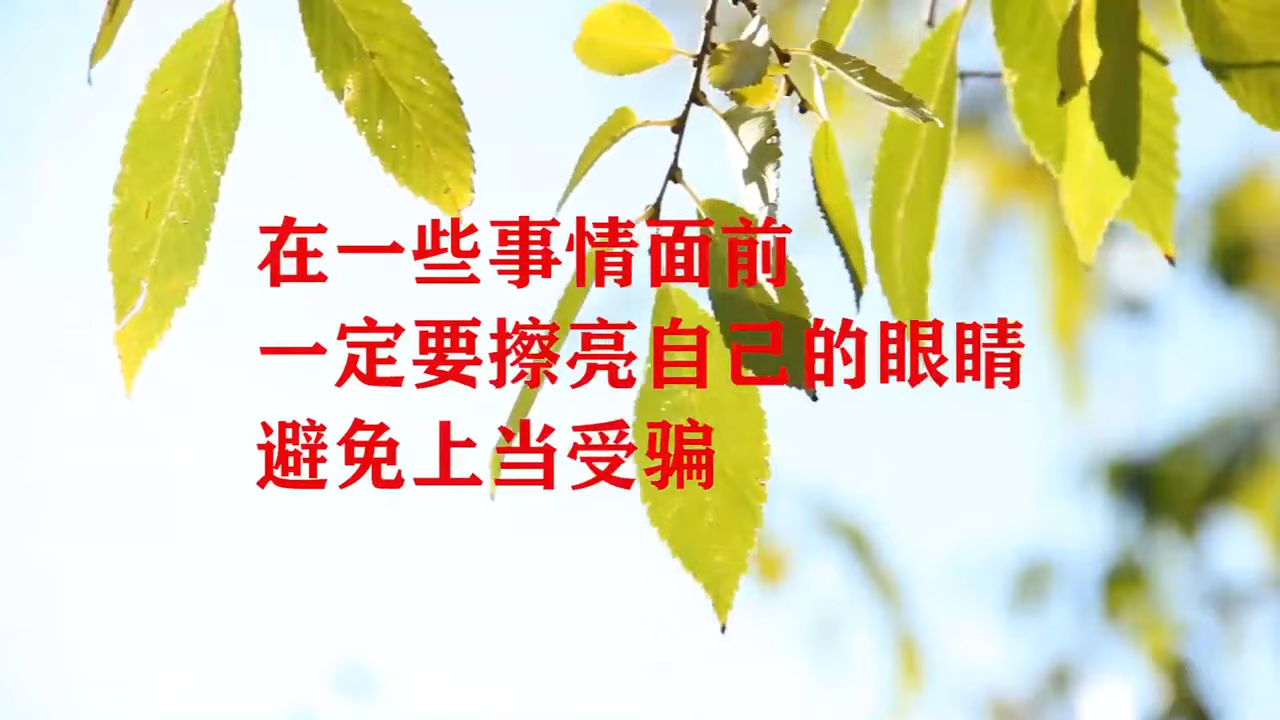 在一些事情面前
一定要擦亮自己的眼睛
避免上当受骗